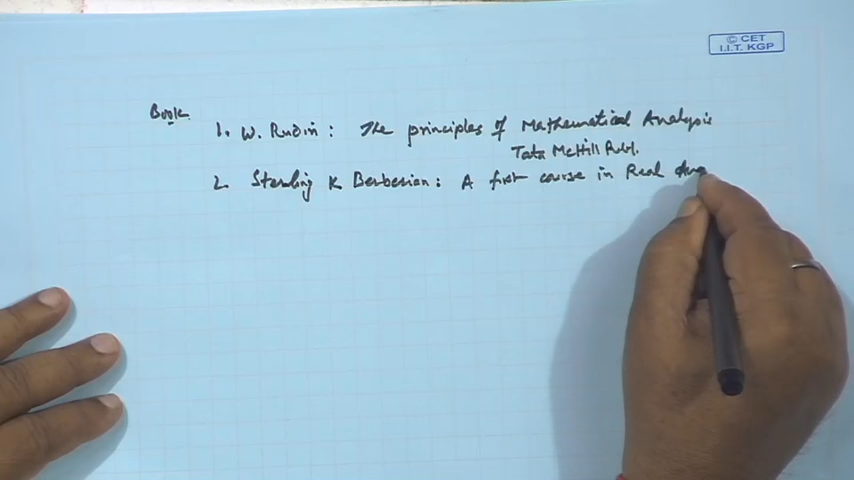 © CET
I.I.T. KGP
Book
1. W. Rudin : The principles of Mathematical Analysis
Tata McHill Publ.
2. Sterling K Berberian : A first course in Real